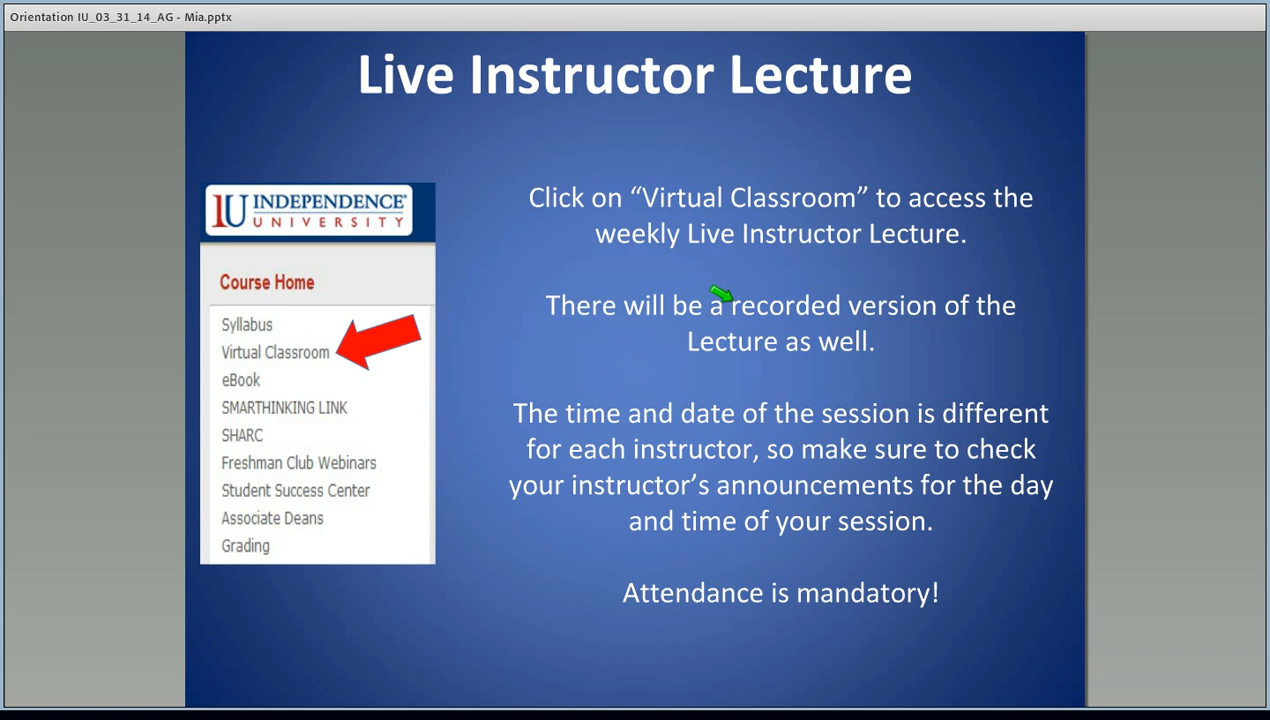 Orientation IU_03_31_14_AG - Mia.pptx
Live Instructor Lecture
IU INDEPENDENCE
UNIVERSITY
Course Home
Syllabus
Virtual Classroom
eBook
SMARTHINKING LINK
SHARC
Freshman Club Webinars
Student Success Center
Associate Deans
Grading
Click on “Virtual Classroom” to access the
weekly Live Instructor Lecture.
There will be a recorded version of the
Lecture as well.
The time and date of the session is different
for each instructor, so make sure to check
your instructor’s announcements for the day
and time of your session.
Attendance is mandatory!